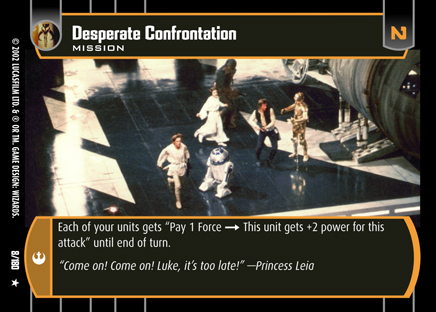 Desperate Confrontation
MISSION
N
Each of your units gets “Pay 1 Force → This unit gets +2 power for this
attack” until end of turn.
“Come on! Come on! Luke, it’s too late!” —Princess Leia
© 2002 LUCASFILM LTD. & ® OR TM. GAME DESIGN: WIZARDS.
8/180 ★